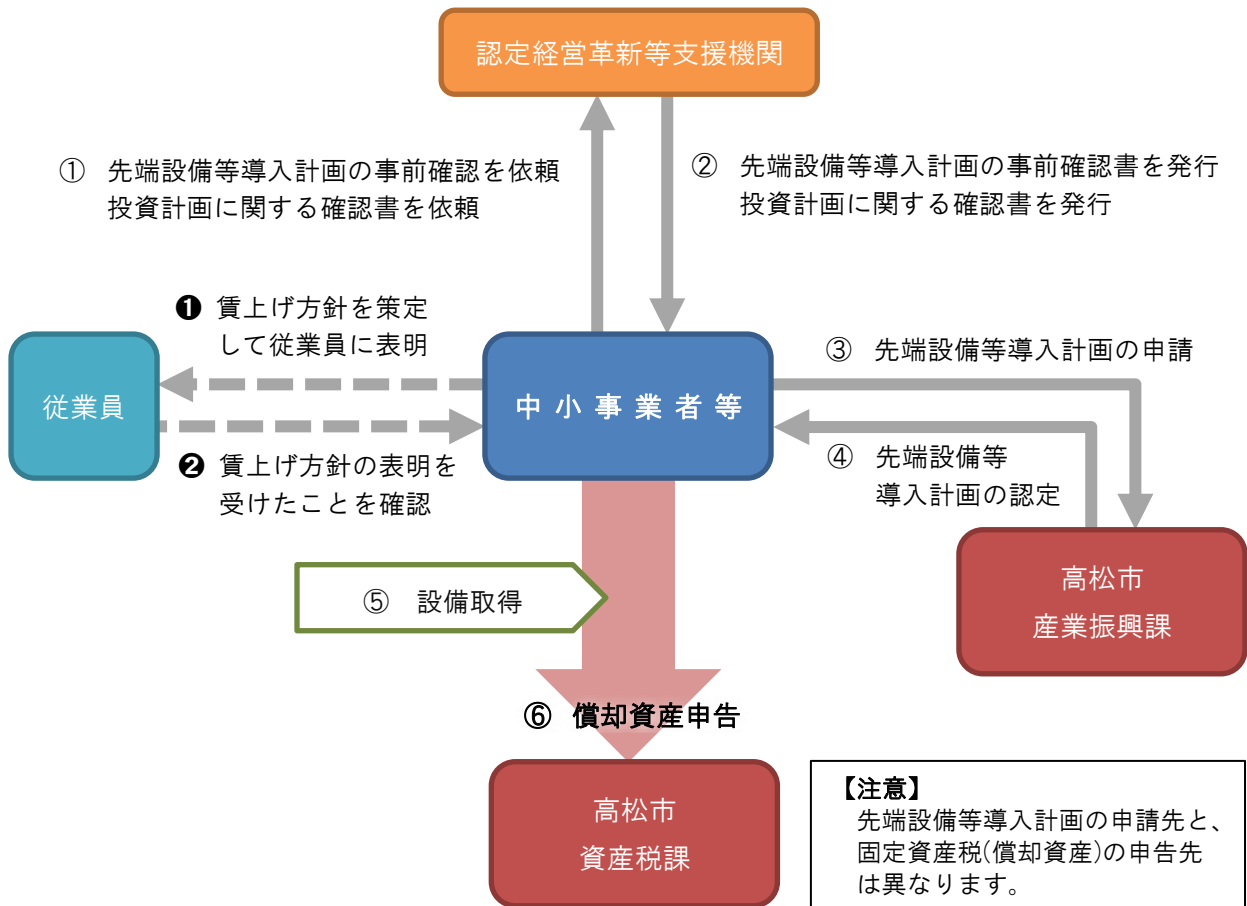 認定経営革新等支援機関
① 先端設備等導入計画の事前確認を依頼
投資計画に関する確認書を依頼
② 先端設備等導入計画の事前確認書を発行
投資計画に関する確認書を発行
❶ 賃上げ方針を策定
して従業員に表明
従業員
中小事業者等
❷ 賃上げ方針の表明を
受けたことを確認
③ 先端設備等導入計画の申請
④ 先端設備等
導入計画の認定
高松市
産業振興課
⑤ 設備取得
⑥ 償却資産申告
高松市
資産税課
【注意】
先端設備等導入計画の申請先と、
固定資産税(償却資産)の申告先
は異なります。